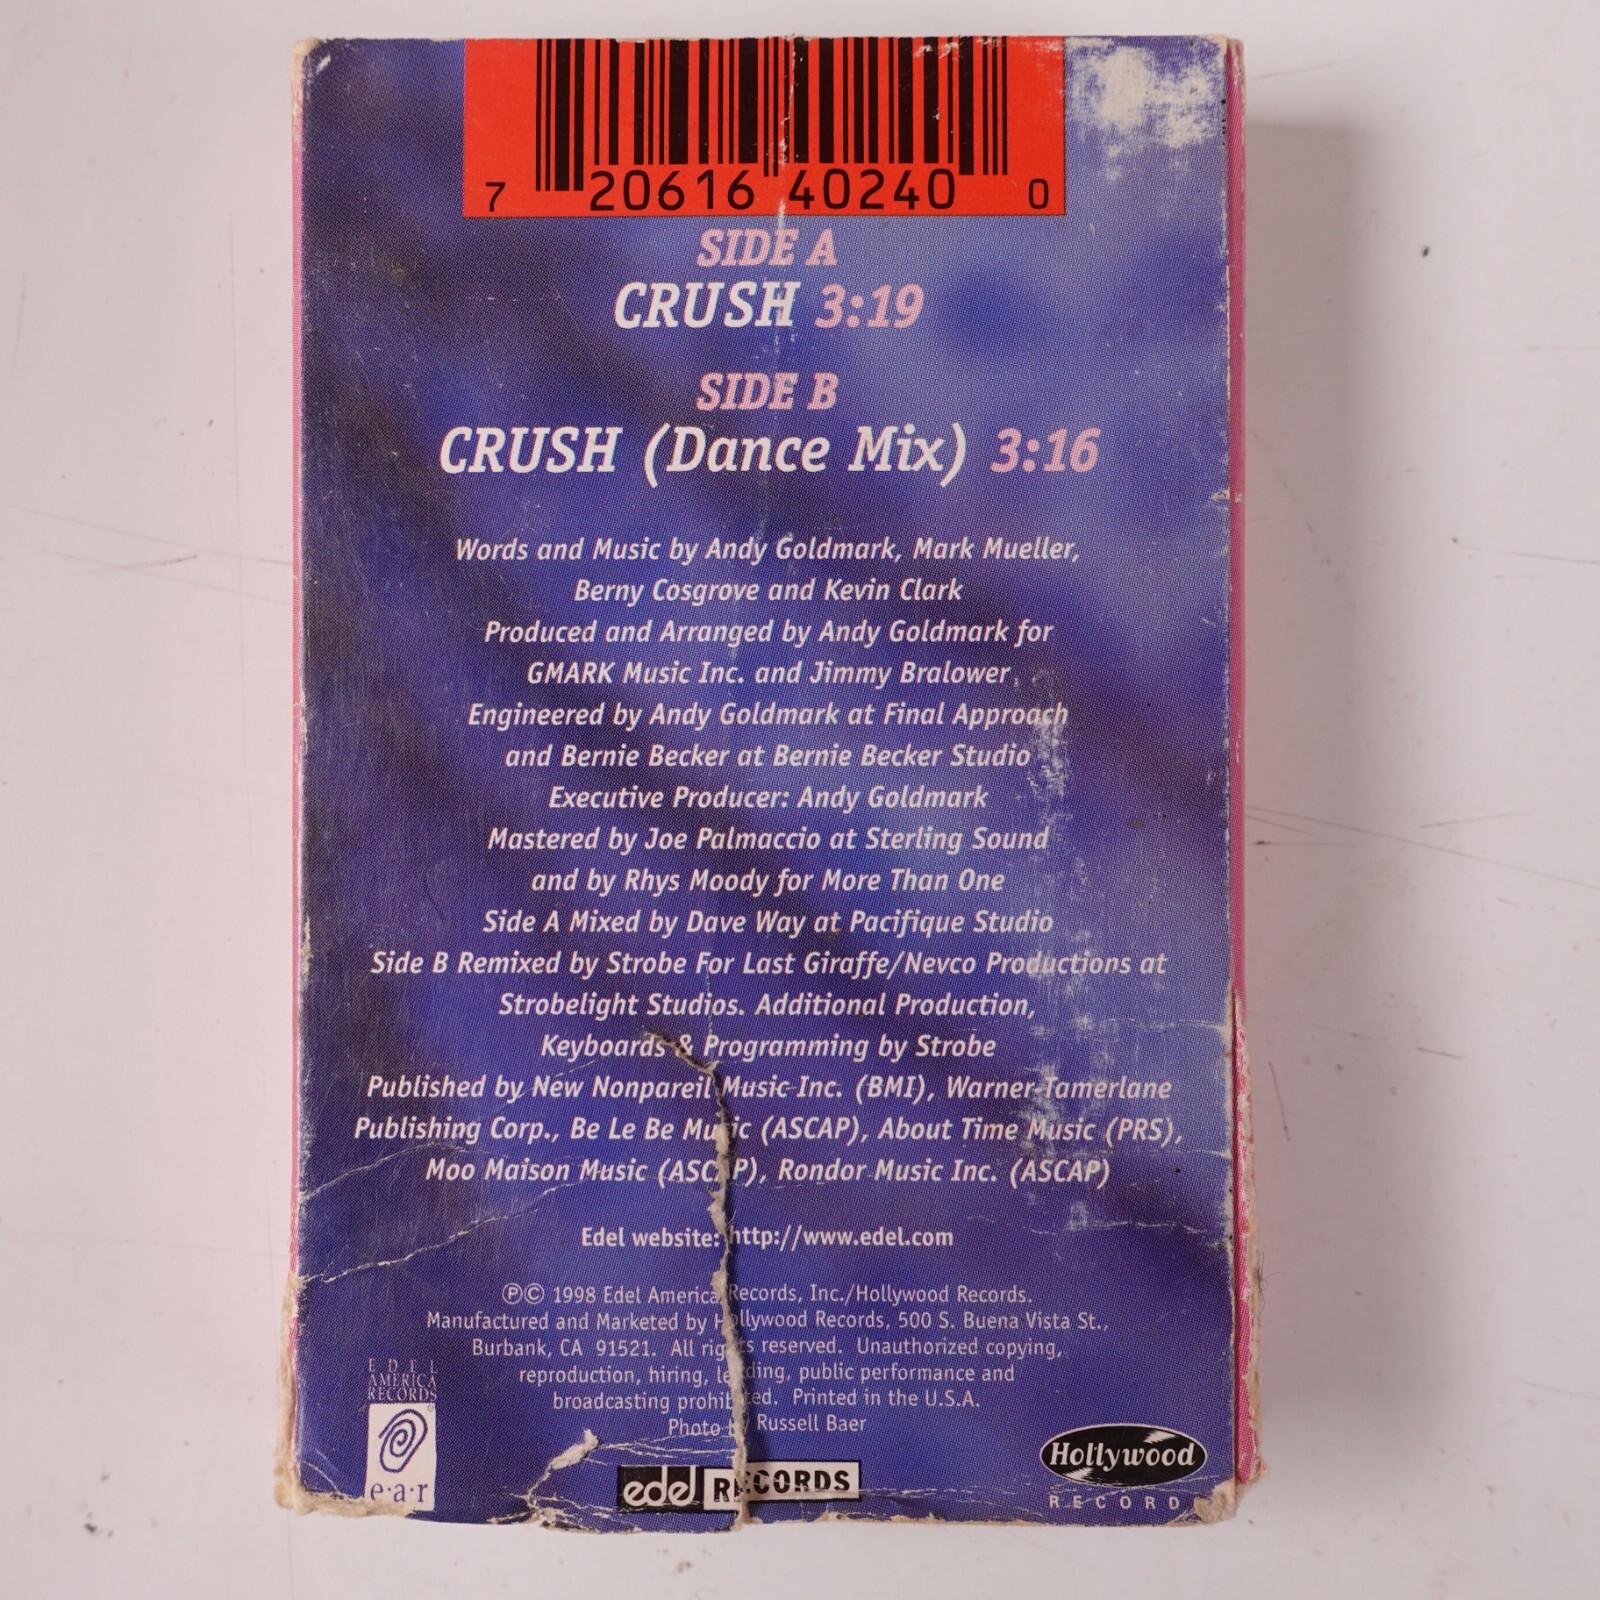 7 20616 40240 0
SIDE A
CRUSH 3:19
SIDE B
CRUSH (Dance Mix) 3:16
Words and Music by Andy Goldmark, Mark Mueller,
Berny Cosgrove and Kevin Clark
Produced and Arranged by Andy Goldmark for
GMARK Music Inc. and Jimmy Bralower
Engineered by Andy Goldmark at Final Approach
and Bernie Becker at Bernie Becker Studio
Executive Producer: Andy Goldmark
Mastered by Joe Palmaccio at Sterling Sound
and by Rhys Moody for More Than One
Side A Mixed by Dave Way at Pacifique Studio
Side B Remixed by Strobe For Last Giraffe/Nevco Productions at
Strobelight Studios. Additional Production,
Keyboards & Programming by Strobe
Published by New Nonpareil Music Inc. (BMI), Warner-Tamerlane
Publishing Corp., Be Le Be Music (ASCAP), About Time Music (PRS),
Moo Maison Music (ASCAP), Rondor Music Inc. (ASCAP)
Edel website: http://www.edel.com
℗© 1998 Edel America Records, Inc./Hollywood Records.
Manufactured and Marketed by Hollywood Records, 500 S. Buena Vista St.,
Burbank, CA 91521. All rights reserved. Unauthorized copying,
reproduction, hiring, lending, public performance and
broadcasting prohibited. Printed in the U.S.A.
Photo by Russell Baer
EDEL
AMERICA
RECORDS
e·a·r
edel RECORDS
Hollywood
RECORDS